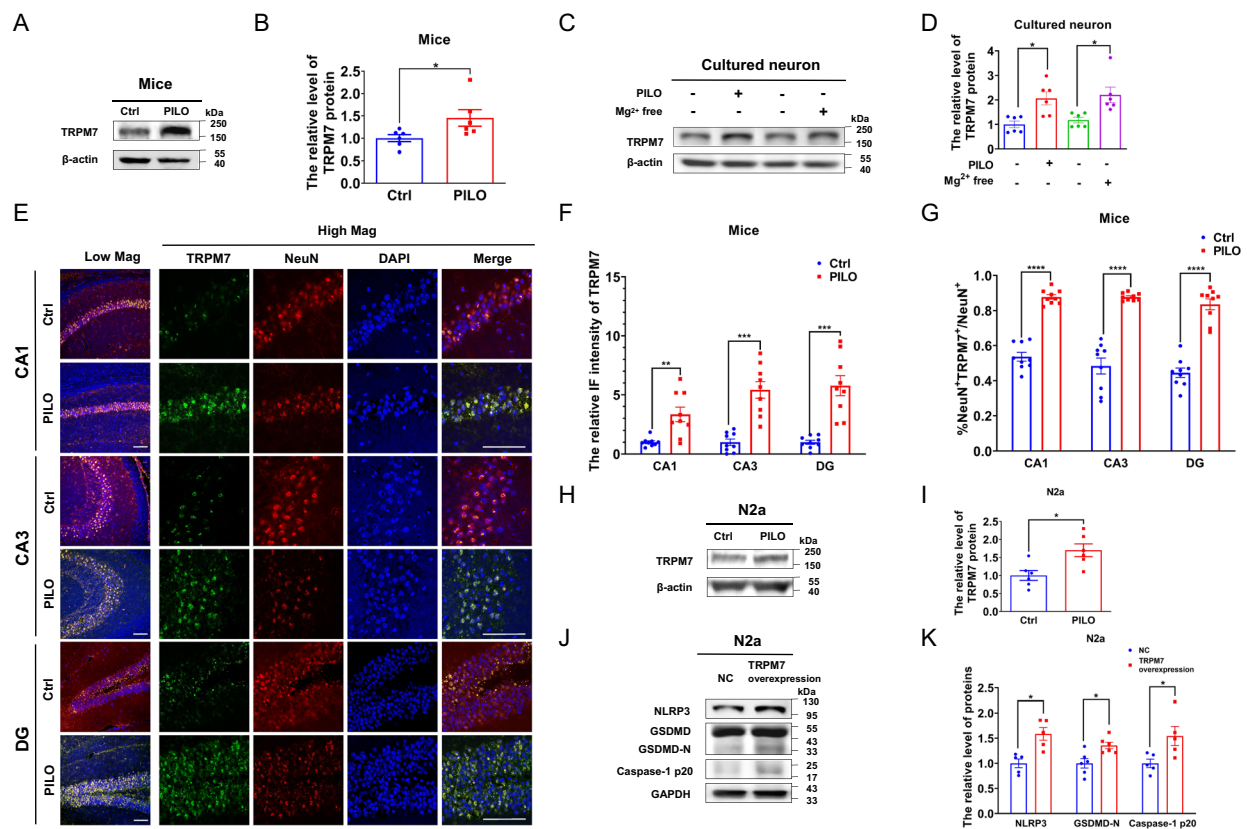 A
Mice
Ctrl PILO
kDa
TRPM7
250
150
β-actin
55
40
B
Mice
The relative level of
TRPM7 protein
2.5
2.0
1.5
1.0
0.5
0.0
*
Ctrl PILO
C
Cultured neuron
PILO - + - -
Mg²⁺ free - - - +
kDa
TRPM7
250
150
β-actin
55
40
D
Cultured neuron
The relative level of
TRPM7 protein
4
3
2
1
0
* *
PILO - + - -
Mg²⁺ free - - - +
E
High Mag
Low Mag TRPM7 NeuN DAPI Merge
CA1
Ctrl
PILO
CA3
Ctrl
PILO
DG
Ctrl
PILO
F
Mice
Ctrl
PILO
The relative IF intensity of TRPM7
15
10
5
0
** *** ***
CA1 CA3 DG
G
Mice
Ctrl
PILO
%NeuN⁺TRPM7⁺/NeuN⁺
1.0
0.8
0.6
0.4
0.2
0.0
**** **** ****
CA1 CA3 DG
H
N2a
Ctrl PILO
kDa
TRPM7
250
150
β-actin
55
40
I
N2a
The relative level of
TRPM7 protein
2.5
2.0
1.5
1.0
0.5
0.0
*
Ctrl PILO
J
N2a
NC TRPM7
overexpression
kDa
NLRP3
130
95
GSDMD
55
43
GSDMD-N
33
Caspase-1 p20
25
17
GAPDH
43
33
K
N2a
NC
TRPM7
overexpression
The relative level of proteins
2.5
2.0
1.5
1.0
0.5
0.0
* * *
NLRP3 GSDMD-N Caspase-1 p20